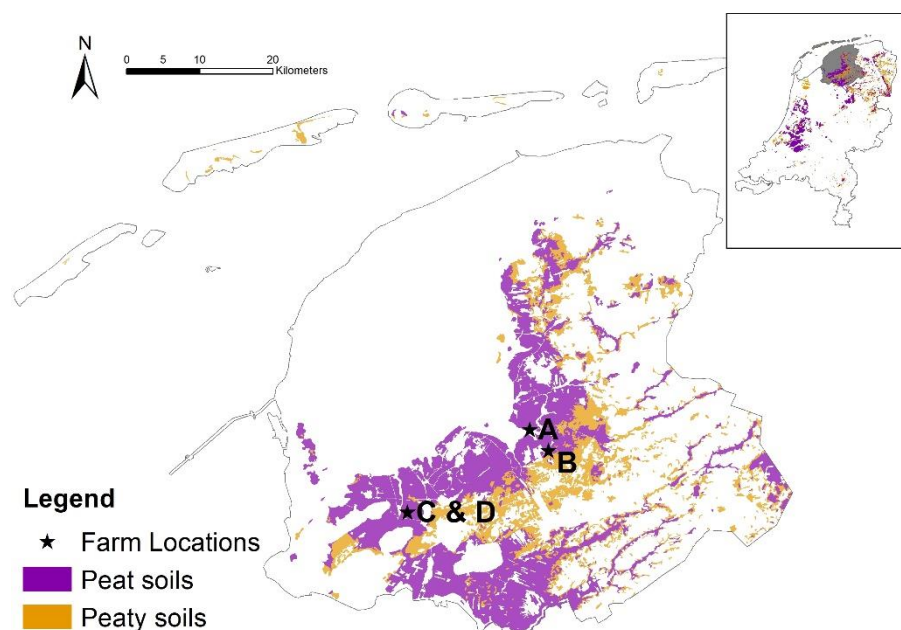 N
0 5 10 20
Kilometers
A
B
C & D
Legend
Farm Locations
Peat soils
Peaty soils